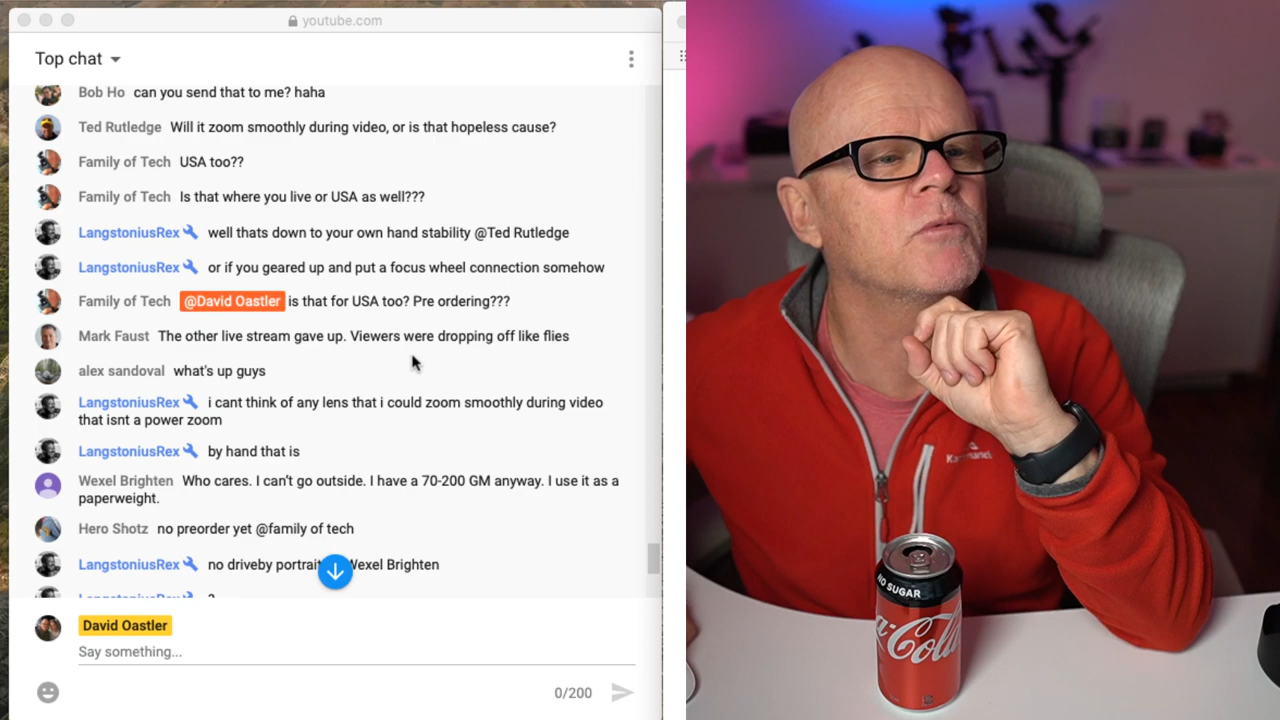 youtube.com
Top chat
Bob Ho can you send that to me? haha
Ted Rutledge Will it zoom smoothly during video, or is that hopeless cause?
Family of Tech USA too??
Family of Tech Is that where you live or USA as well???
LangstoniusRex well thats down to your own hand stability @Ted Rutledge
LangstoniusRex or if you geared up and put a focus wheel connection somehow
Family of Tech @David Oastler is that for USA too? Pre ordering???
Mark Faust The other live stream gave up. Viewers were dropping off like flies
alex sandoval what's up guys
LangstoniusRex i cant think of any lens that i could zoom smoothly during video
that isnt a power zoom
LangstoniusRex by hand that is
Wexel Brighten Who cares. I can't go outside. I have a 70-200 GM anyway. I use it as a
paperweight.
Hero Shotz no preorder yet @family of tech
LangstoniusRex no driveby portrait Wexel Brighten
LangstoniusRex
David Oastler
Say something...
0/200
NO SUGAR